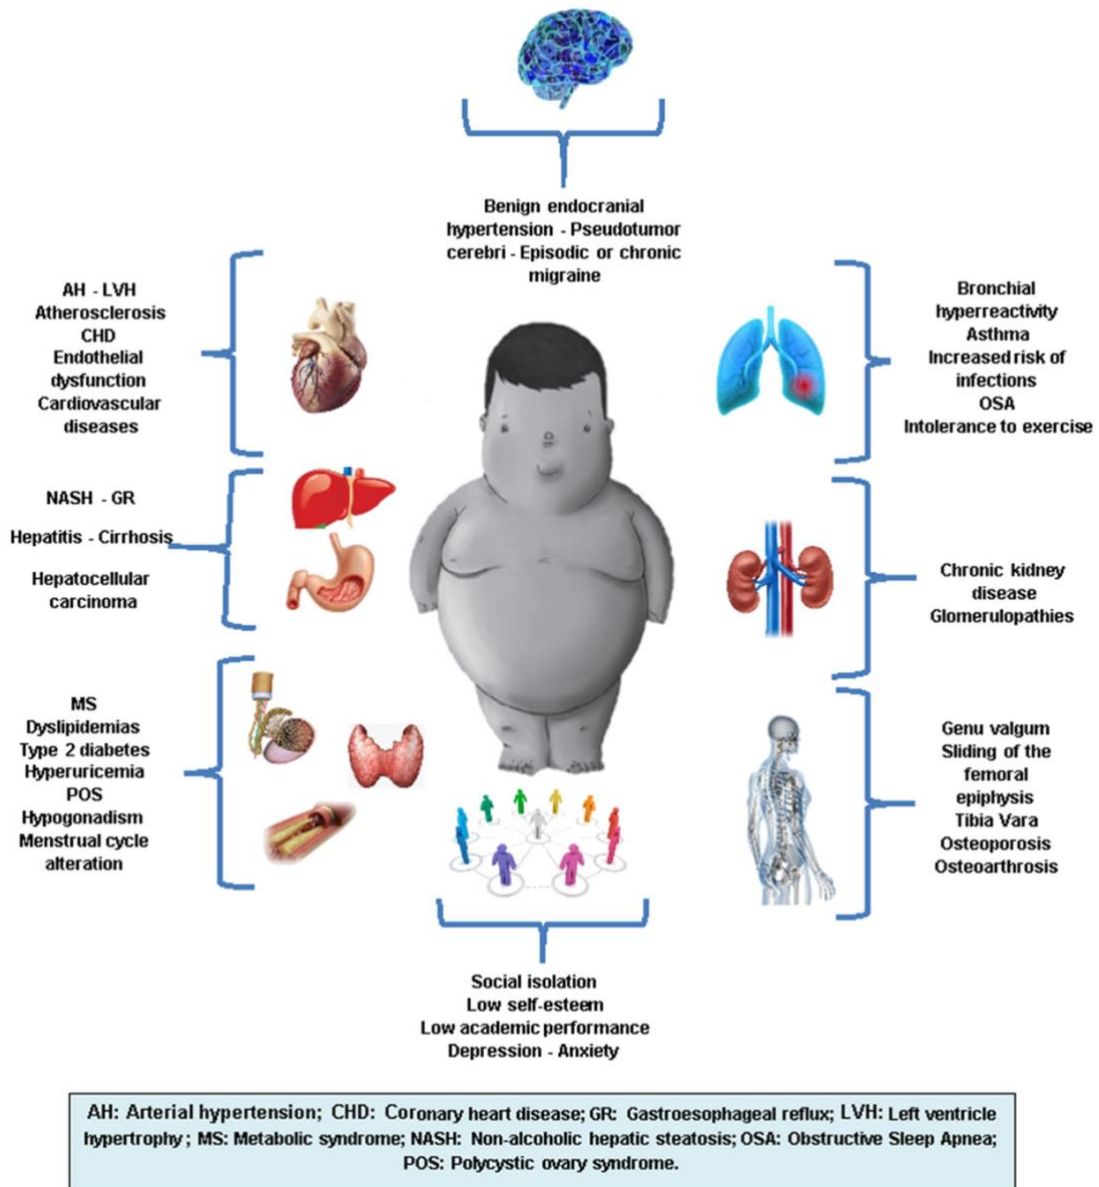 Benign endocranial
hypertension - Pseudotumor
cerebri - Episodic or chronic
migraine
AH - LVH
Atherosclerosis
CHD
Endothelial
dysfunction
Cardiovascular
diseases
Bronchial
hyperreactivity
Asthma
Increased risk of
infections
OSA
Intolerance to exercise
NASH - GR
Hepatitis - Cirrhosis
Hepatocellular
carcinoma
Chronic kidney
disease
Glomerulopathies
MS
Dyslipidemias
Type 2 diabetes
Hyperuricemia
POS
Hypogonadism
Menstrual cycle
alteration
Genu valgum
Sliding of the
femoral
epiphysis
Tibia Vara
Osteoporosis
Osteoarthrosis
Social isolation
Low self-esteem
Low academic performance
Depression - Anxiety
AH: Arterial hypertension; CHD: Coronary heart disease; GR: Gastroesophageal reflux; LVH: Left ventricle
hypertrophy; MS: Metabolic syndrome; NASH: Non-alcoholic hepatic steatosis; OSA: Obstructive Sleep Apnea;
POS: Polycystic ovary syndrome.